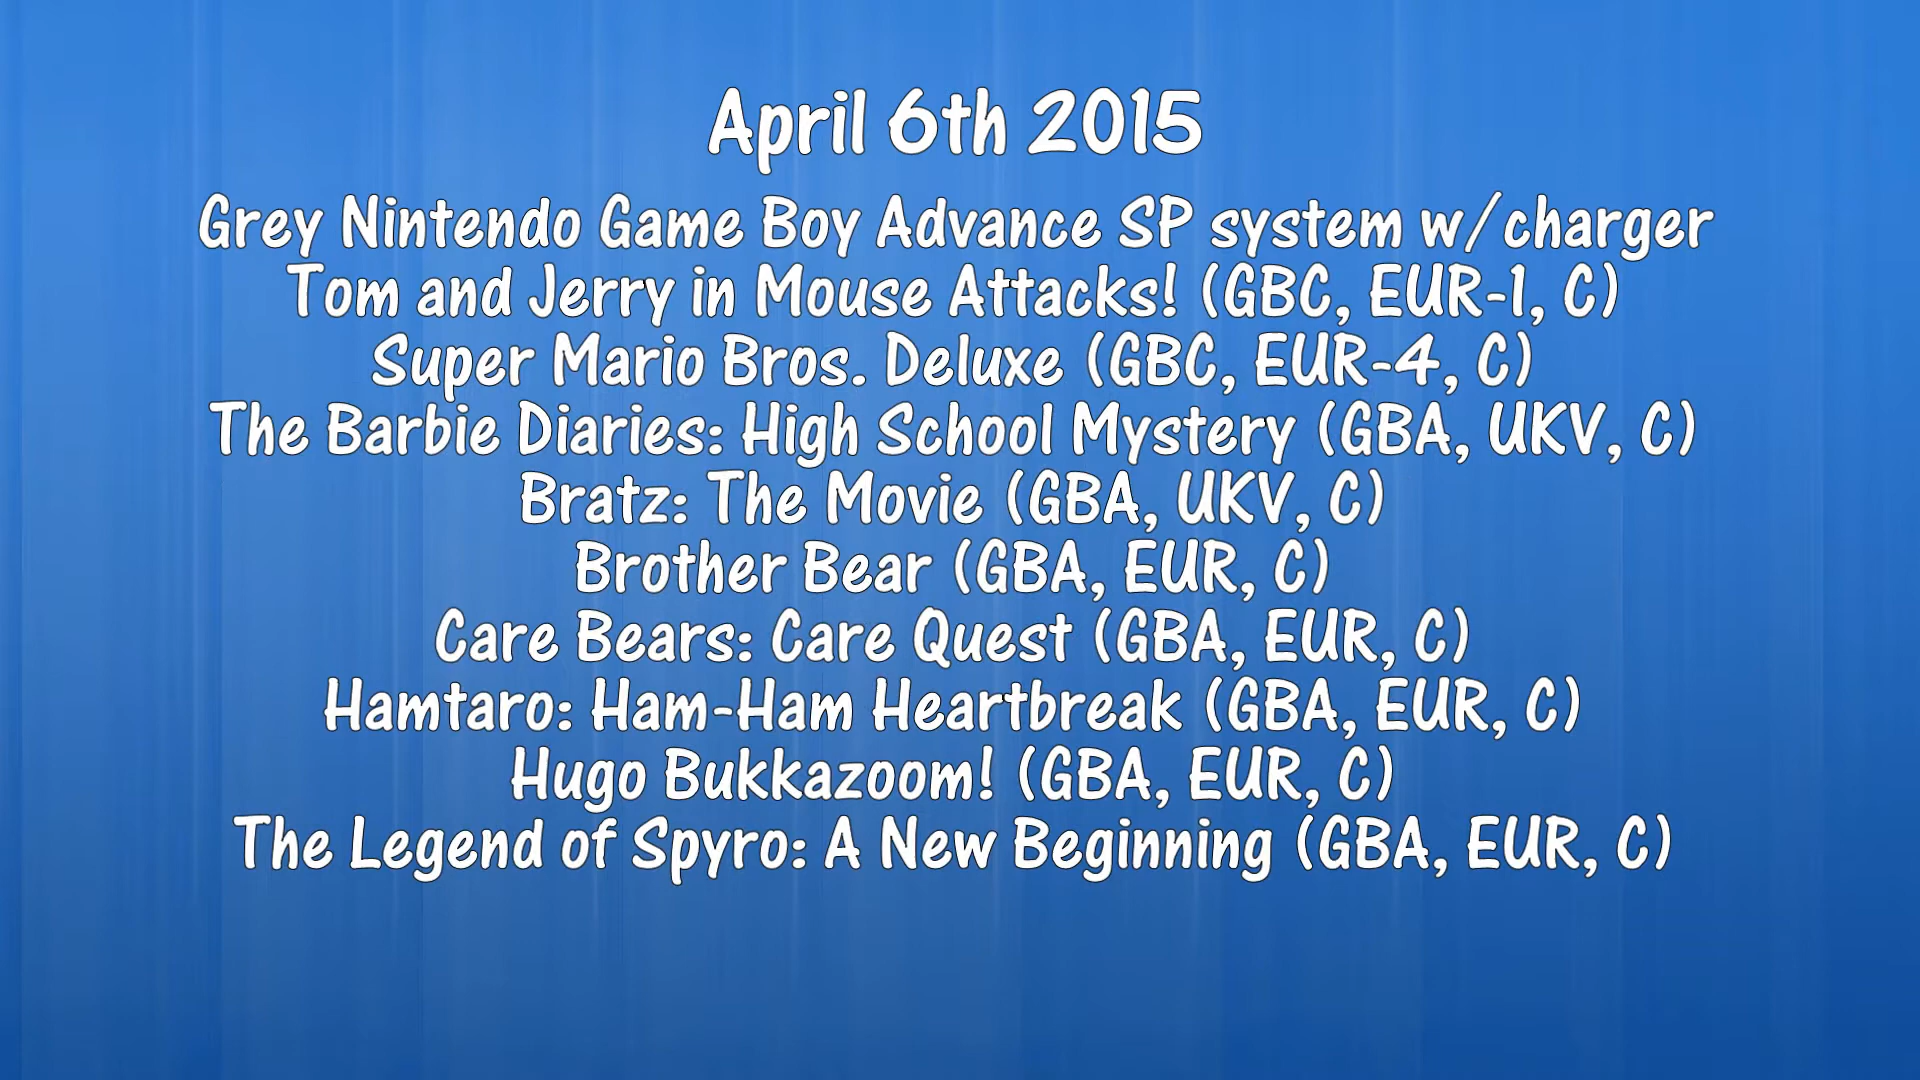 April 6th 2015
Grey Nintendo Game Boy Advance SP system w/charger
Tom and Jerry in Mouse Attacks! (GBC, EUR-1, C)
Super Mario Bros. Deluxe (GBC, EUR-4, C)
The Barbie Diaries: High School Mystery (GBA, UKV, C)
Bratz: The Movie (GBA, UKV, C)
Brother Bear (GBA, EUR, C)
Care Bears: Care Quest (GBA, EUR, C)
Hamtaro: Ham-Ham Heartbreak (GBA, EUR, C)
Hugo Bukkazoom! (GBA, EUR, C)
The Legend of Spyro: A New Beginning (GBA, EUR, C)